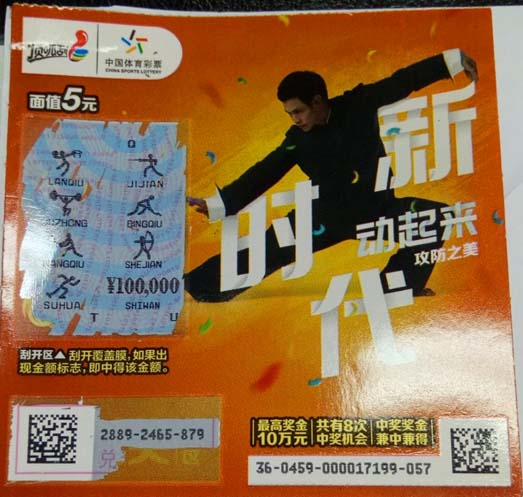 顶呱刮
中国体育彩票
CHINA SPORTS LOTTERY
面值5元
Q
LANQIU
JIJIAN
JUZHONG
BINGQIU
WANGQIU
SHEJIAN
¥100,000
SUHUA
SHIWAN
T
U
新
时
代
动起来
攻防之美
刮开区▲刮开覆盖膜,如果出
现金额标志,即中得该金额。
2889-2465-879
兑
区
最高奖金
10万元
共有8次
中奖机会
中奖奖金
兼中兼得
36-0459-000017199-057